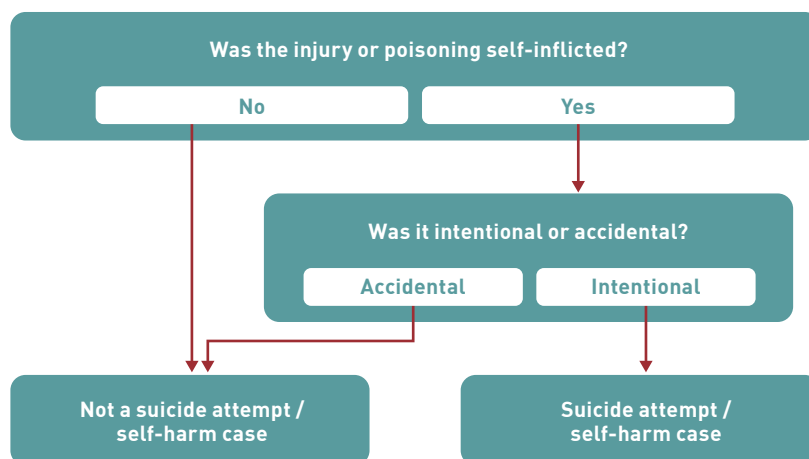 Was the injury or poisoning self-inflicted?
No
Yes
Was it intentional or accidental?
Accidental
Intentional
Not a suicide attempt /
self-harm case
Suicide attempt /
self-harm case